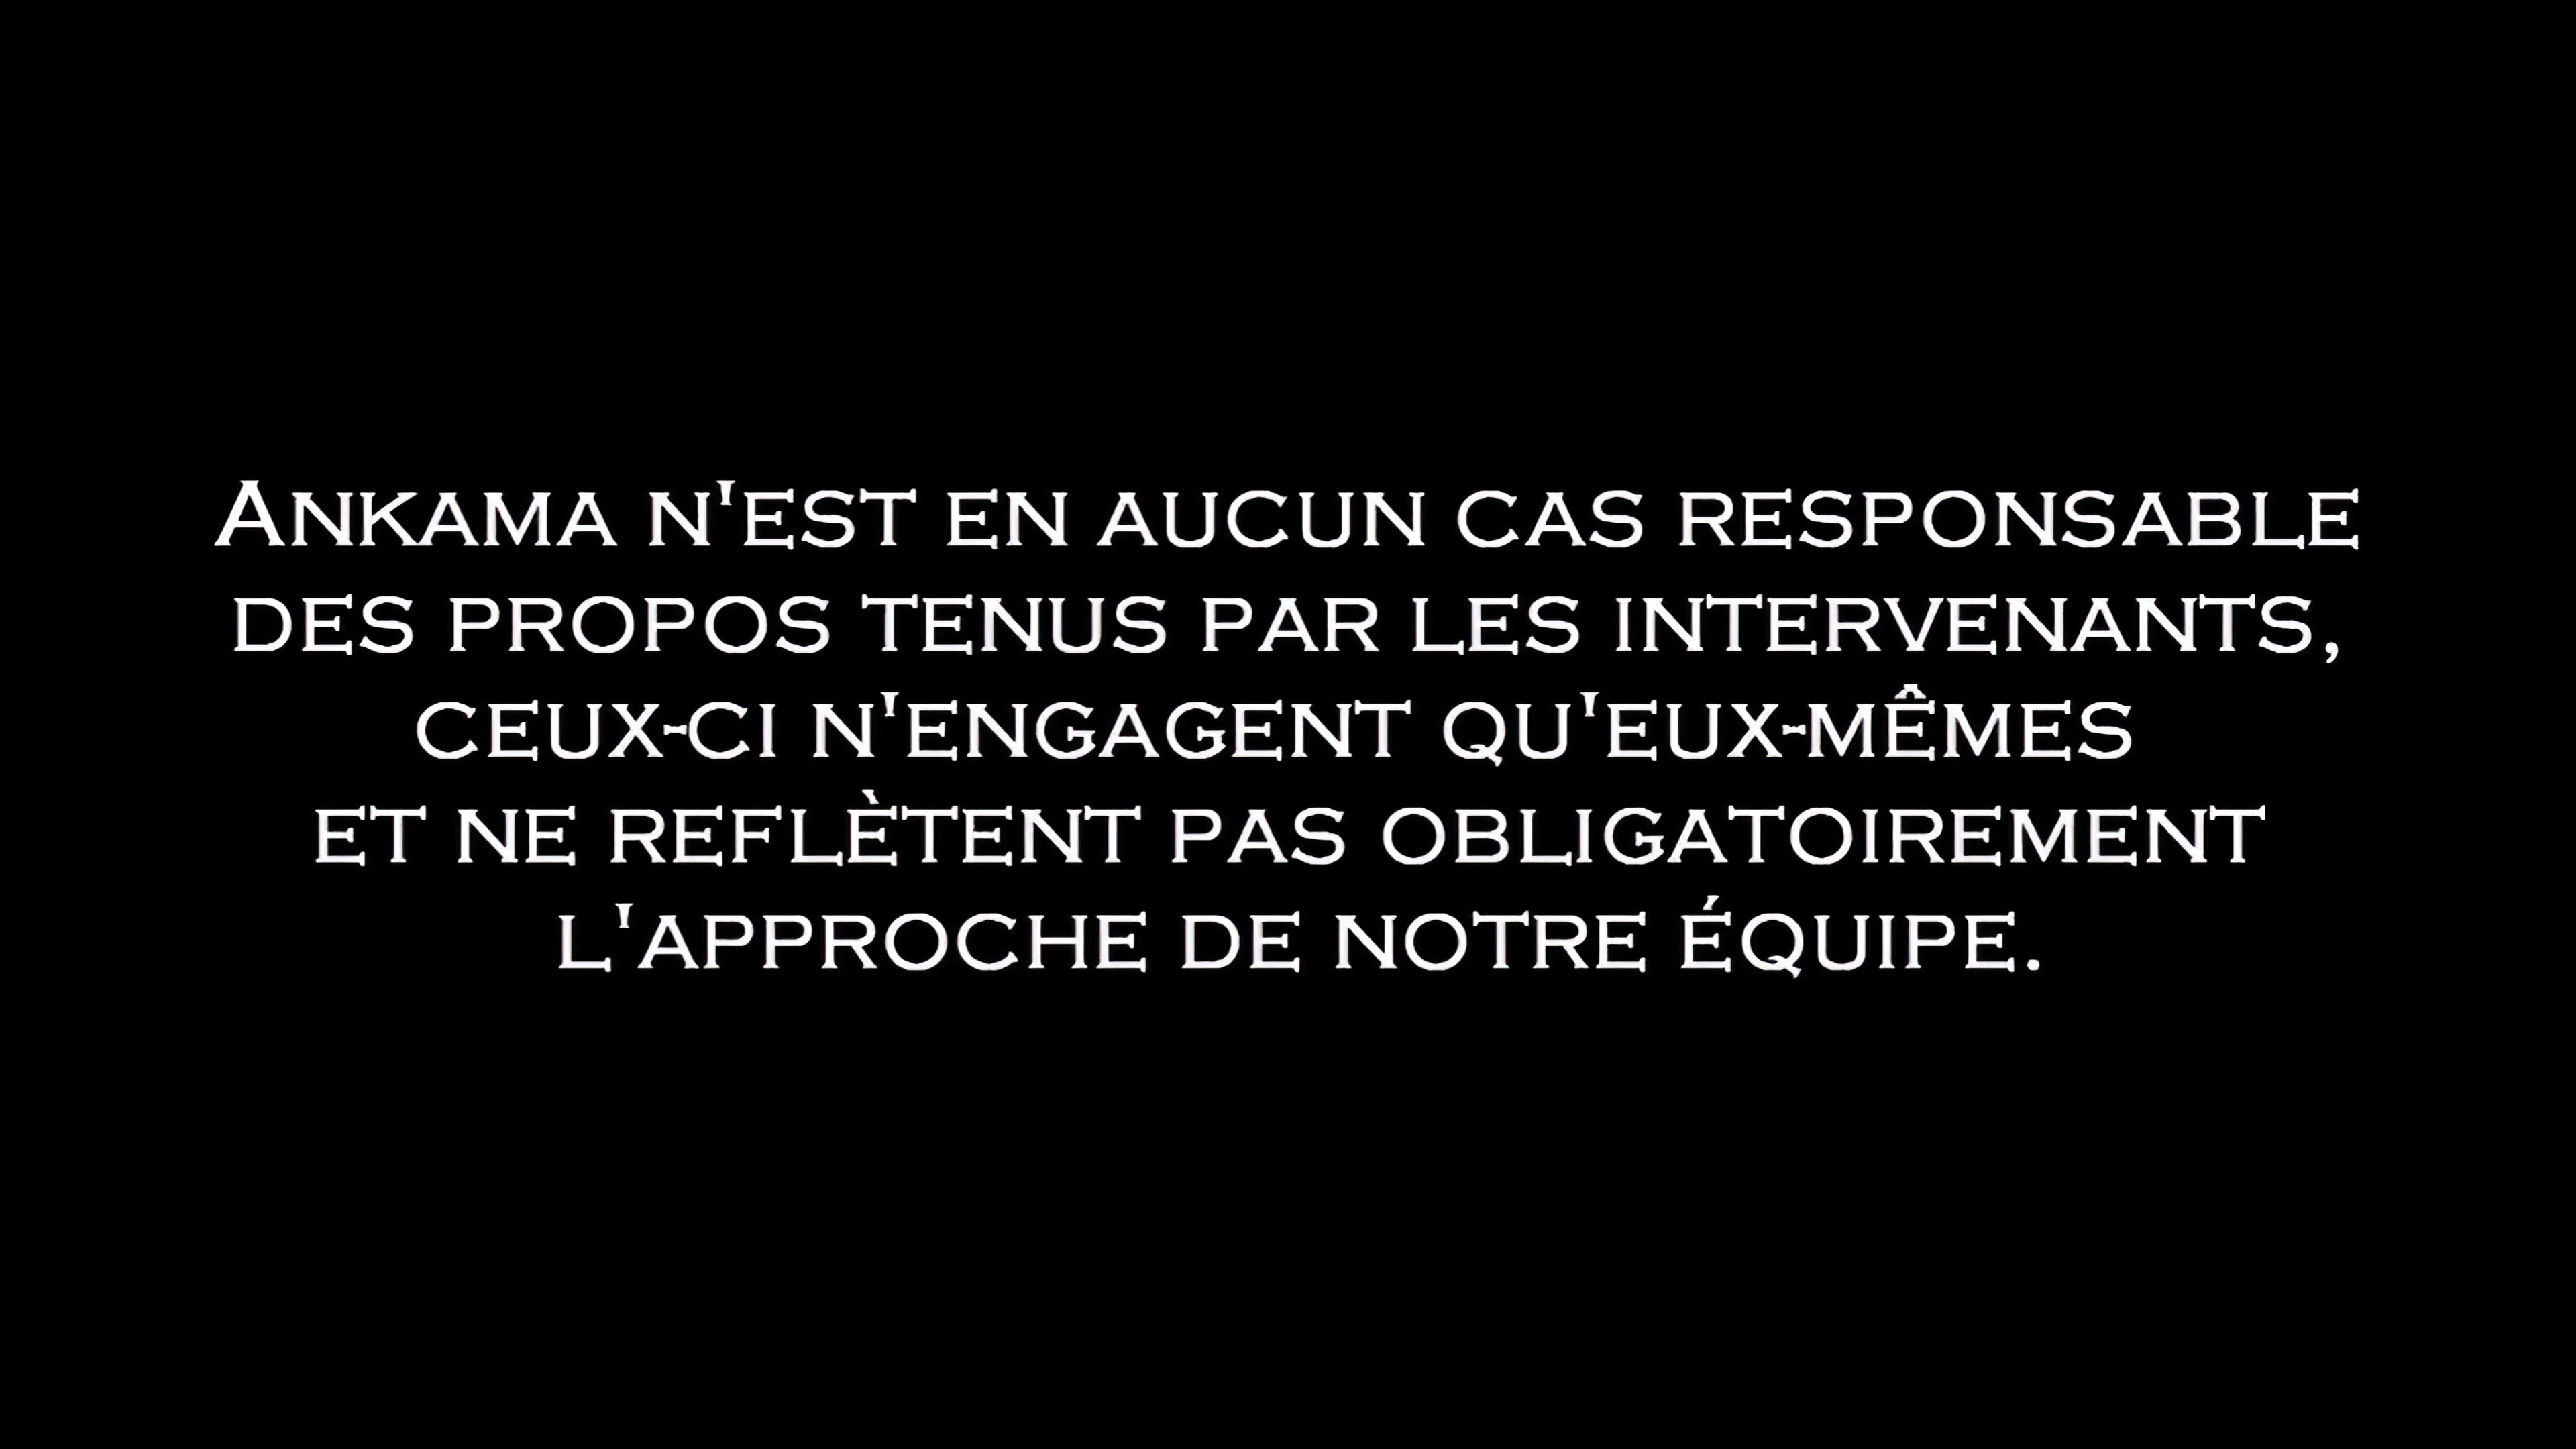 Ankama n'est en aucun cas responsable
des propos tenus par les intervenants,
ceux-ci n'engagent qu'eux-mêmes
et ne reflètent pas obligatoirement
l'approche de notre équipe.